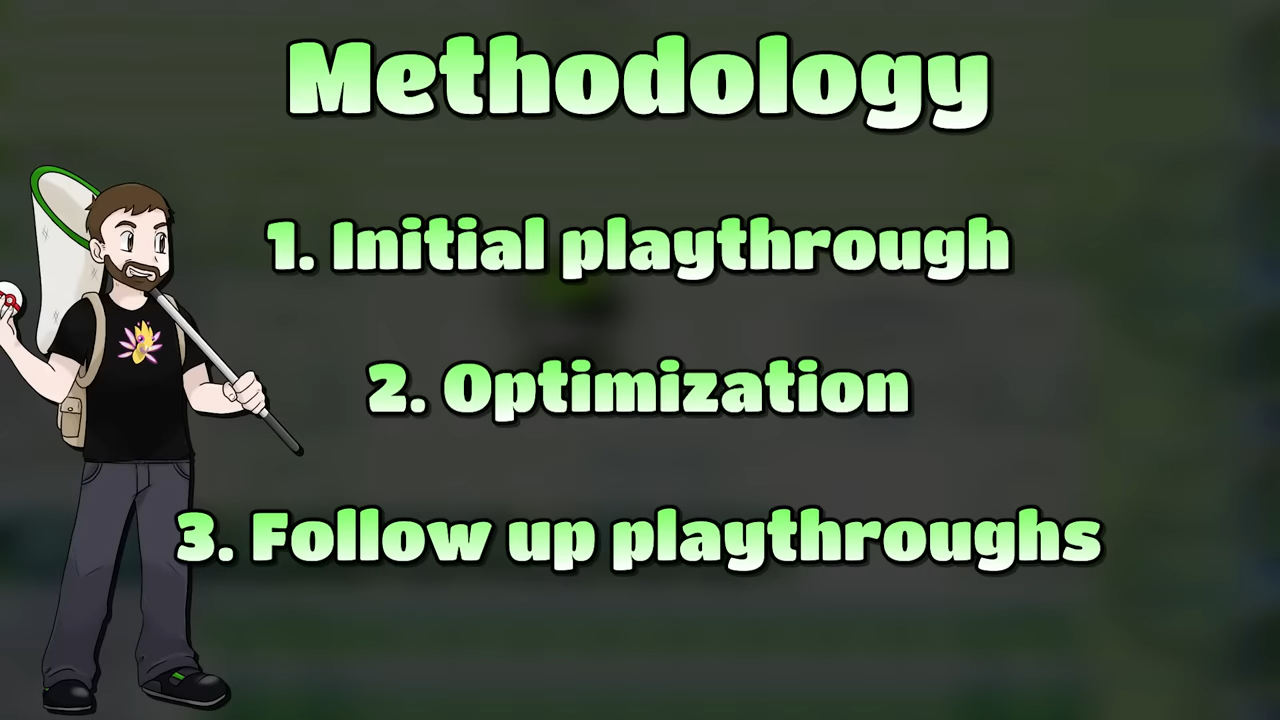 Methodology
1. Initial playthrough
2. Optimization
3. Follow up playthroughs